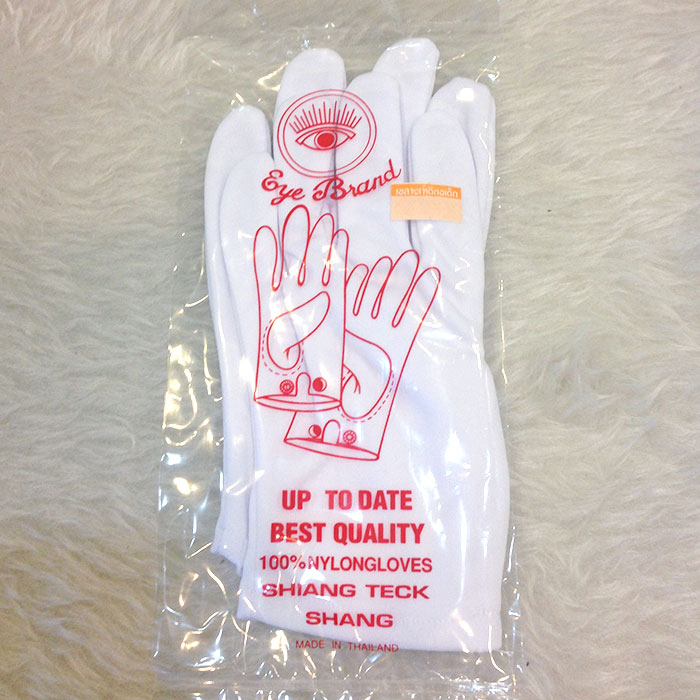 Eye Brand
UP TO DATE
BEST QUALITY
100%NYLONGLOVES
SHIANG TECK
SHANG
MADE IN THAILAND